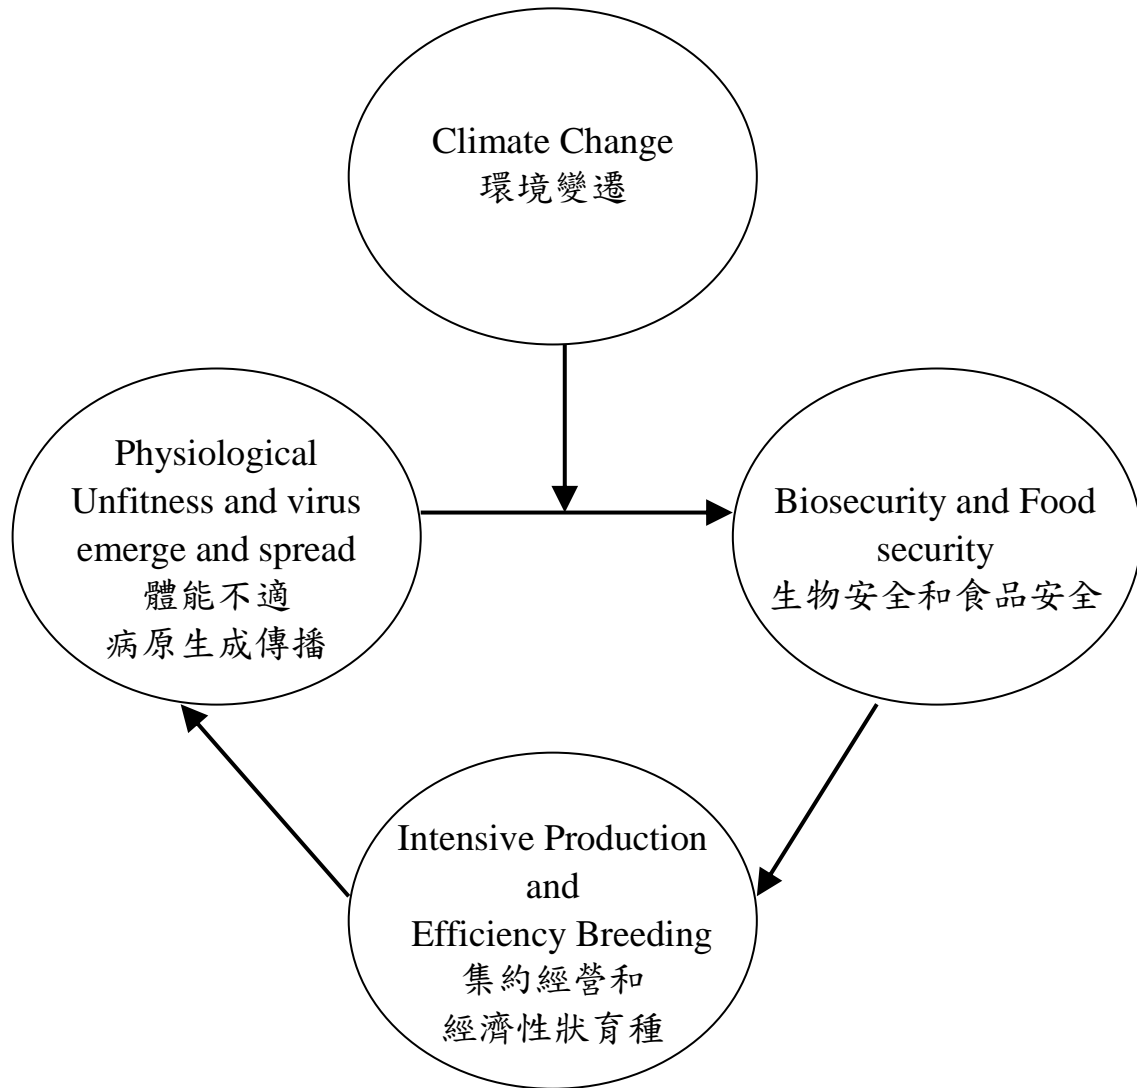 Climate Change
環境變遷
Physiological
Unfitness and virus
emerge and spread
體能不適
病原生成傳播
Biosecurity and Food
security
生物安全和食品安全
Intensive Production
and
Efficiency Breeding
集約經營和
經濟性狀育種